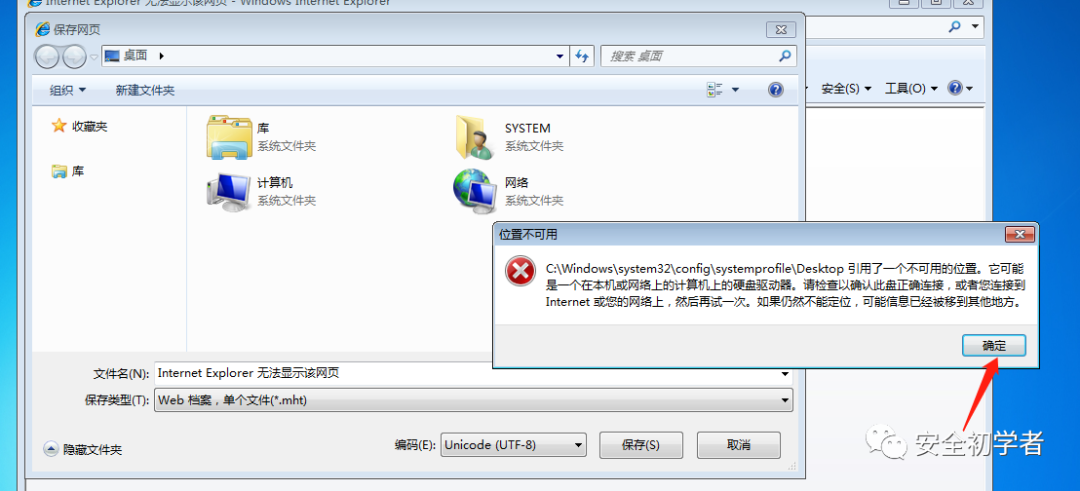 Internet Explorer 无法显示该网页 - Windows Internet Explorer
保存网页
桌面
搜索 桌面
组织
新建文件夹
安全(S)
工具(O)
收藏夹
库
库
系统文件夹
SYSTEM
系统文件夹
计算机
系统文件夹
网络
系统文件夹
位置不可用
C:\Windows\system32\config\systemprofile\Desktop 引用了一个不可用的位置。它可能
是一个在本机或网络上的计算机上的硬盘驱动器。请检查以确认此盘正确连接，或者您连接到
Internet 或您的网络上，然后再试一次。如果仍然不能定位，可能信息已经被移到其他地方。
确定
文件名(N):
Internet Explorer 无法显示该网页
保存类型(T):
Web 档案，单个文件(*.mht)
隐藏文件夹
编码(E):
Unicode (UTF-8)
保存(S)
取消
安全初学者